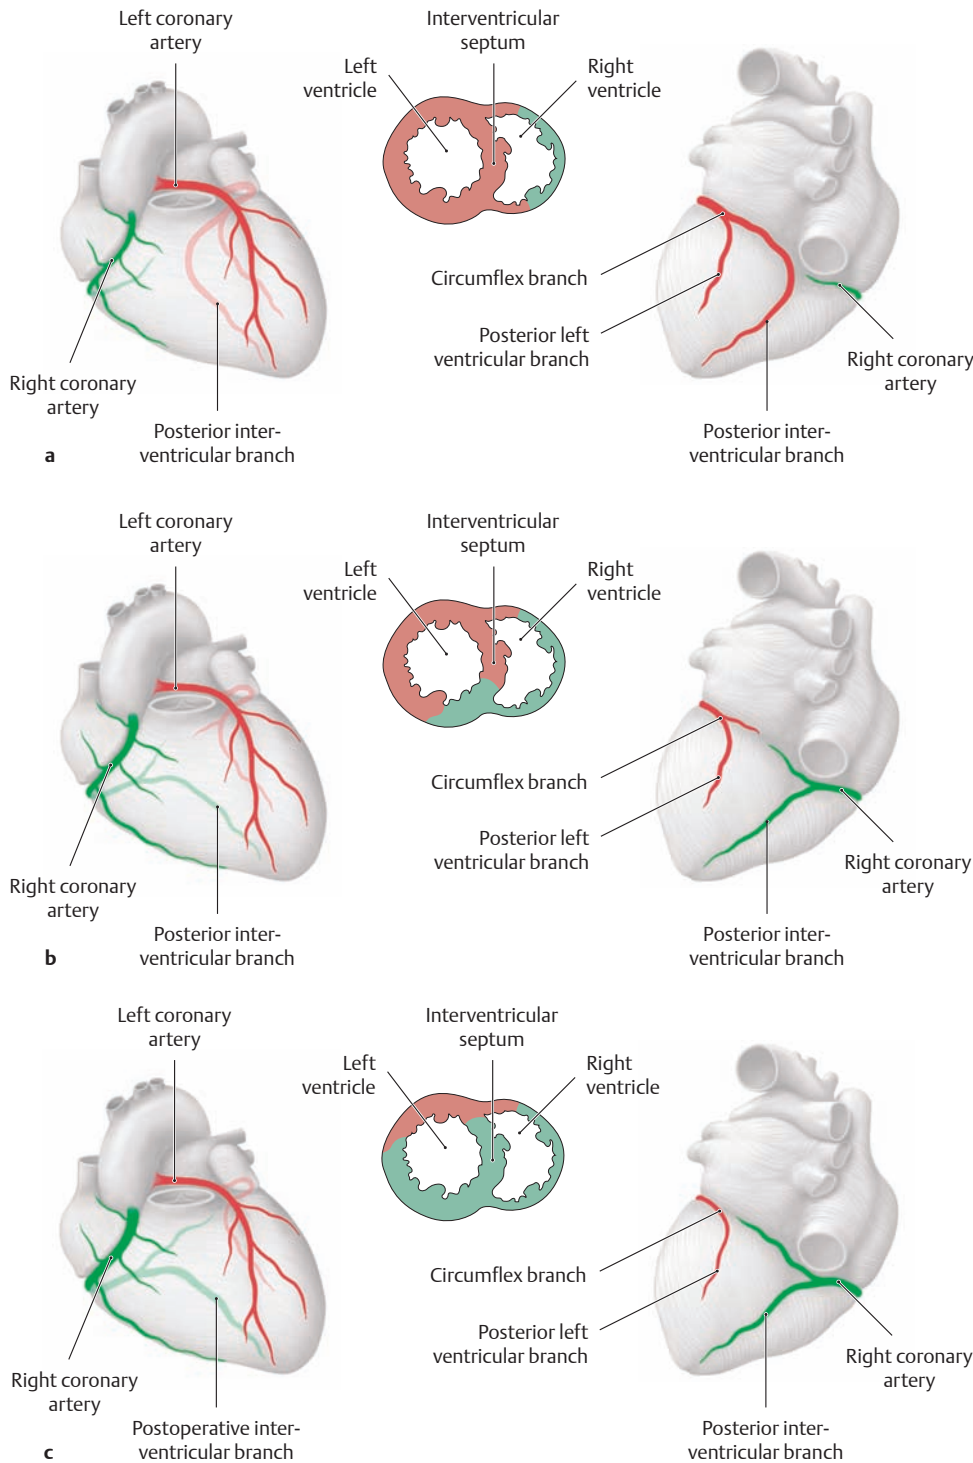 Left coronary
artery
Interventricular
septum
Left
ventricle
Right
ventricle
Circumflex branch
Posterior left
ventricular branch
Right coronary
artery
Right coronary
artery
Posterior inter-
ventricular branch
Posterior inter-
ventricular branch
a
Left coronary
artery
Interventricular
septum
Left
ventricle
Right
ventricle
Circumflex branch
Posterior left
ventricular branch
Right coronary
artery
Right coronary
artery
Posterior inter-
ventricular branch
Posterior inter-
ventricular branch
b
Left coronary
artery
Interventricular
septum
Left
ventricle
Right
ventricle
Circumflex branch
Posterior left
ventricular branch
Right coronary
artery
Right coronary
artery
Postoperative inter-
ventricular branch
Posterior inter-
ventricular branch
c